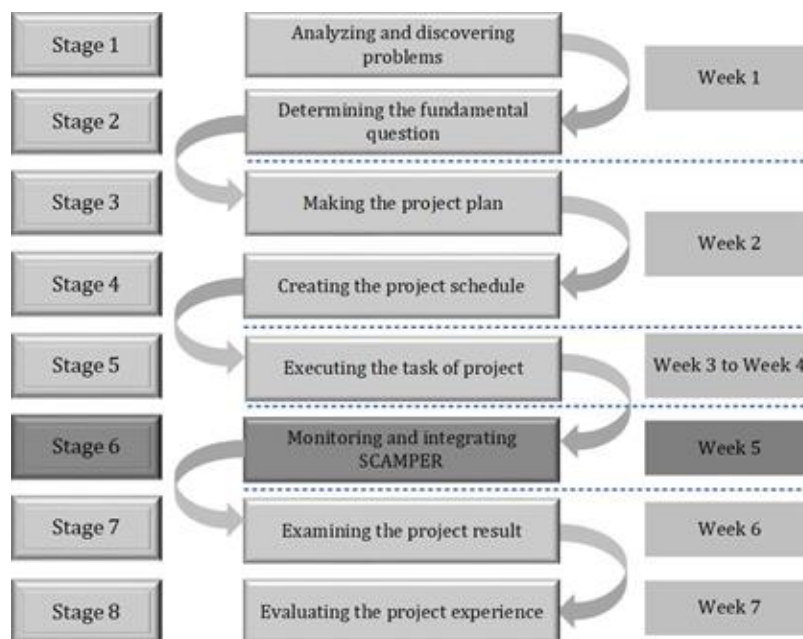 Stage 1
Analyzing and discovering
problems
Week 1
Stage 2
Determining the fundamental
question
Stage 3
Making the project plan
Week 2
Stage 4
Creating the project schedule
Stage 5
Executing the task of project
Week 3 to Week 4
Stage 6
Monitoring and integrating
SCAMPER
Week 5
Stage 7
Examining the project result
Week 6
Stage 8
Evaluating the project experience
Week 7